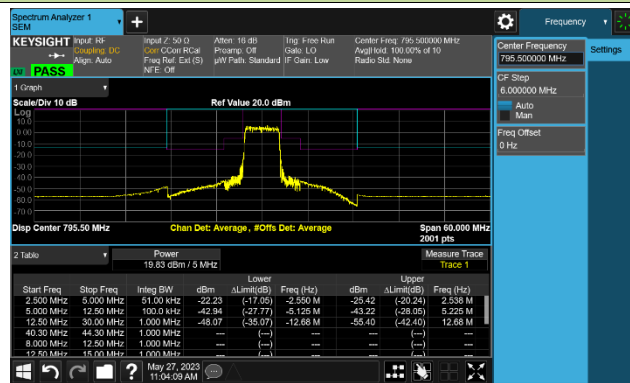 Spectrum Analyzer 1
SEM
+
Frequency
KEYSIGHT Input: RF Input Z: 50 Ω Atten: 16 dB Trig: Free Run Center Freq: 795.500000 MHz
Coupling: DC Corr CCorr RCal Preamp: Off Gate: LO Avg|Hold: 100.00% of 10
Align: Auto Freq Ref: Ext (S) µW Path: Standard IF Gain: Low Radio Std: None
NFE: Off
LXI PASS
Center Frequency
795.500000 MHz
Settings
CF Step
6.000000 MHz
Auto
Man
Freq Offset
0 Hz
1 Graph
Scale/Div 10 dB Ref Value 20.0 dBm
Log
10.0
0.00
-10.0
-20.0
-30.0
-40.0
-50.0
-60.0
-70.0
Disp Center 795.50 MHz Chan Det: Average, #Offs Det: Average Span 60.000 MHz
2001 pts
2 Table Power Measure Trace
19.83 dBm / 5 MHz Trace 1
Lower Upper
Start Freq Stop Freq Integ BW dBm ΔLimit(dB) Freq (Hz) dBm ΔLimit(dB) Freq (Hz)
2.500 MHz 5.000 MHz 51.00 kHz -22.23 (-17.05) -2.550 M -25.42 (-20.24) 2.538 M
5.000 MHz 12.50 MHz 100.0 kHz -42.94 (-27.77) -5.125 M -43.22 (-28.05) 5.225 M
12.50 MHz 30.00 MHz 1.000 MHz -48.07 (-35.07) -12.68 M -55.40 (-42.40) 12.68 M
40.30 MHz 44.30 MHz 1.000 MHz --- (---) --- --- (---) ---
8.000 MHz 12.50 MHz 1.000 MHz --- (---) --- --- (---) ---
12.50 MHz 15.00 MHz 1.000 MHz --- (---) --- --- (---) ---
? May 27, 2023
11:04:09 AM